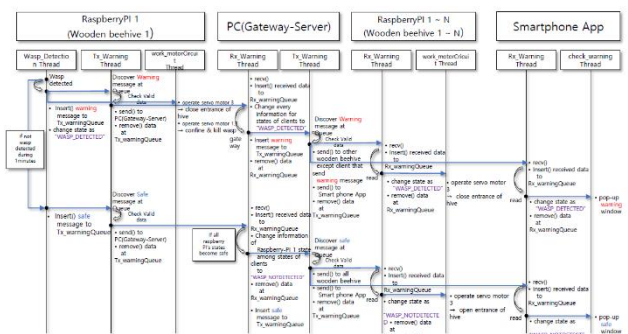 RaspberryPI 1
(Wooden beehive 1)
PC(Gateway-Server)
RaspberryPI 1 ~ N
(Wooden beehive 1 ~ N)
Smartphone App
Wasp_Detectio
n Thread
Tx_Warning
Thread
work_motorCircui
t Thread
Rx_Warning
Thread
Tx_Warning
Thread
Rx_Warning
Thread
work_motorCricui
t Thread
Rx_Warning
Thread
check_warning
Thread
Wasp
detected
• Insert() warning
message to
Tx_warningQueue
• change state as
"WASP_DETECTED"
If not
wasp
detected
during
1minutes
• Insert() safe
message to
Tx_warningQueue
Discover Warning
message at
Queue
Check Valid
data
• send() to
PC(Gateway-Server)
• remove() data
at
Tx_warningQueue
Discover Safe
message at
Queue
Check Valid
data
• send() to
PC(Gateway-Server)
• remove() data
at
Tx_warningQueue
• operate servo motor 3
→ close entrance of
hive
• operate servo motor
→ confine & kill wasp
gate
way
If all
raspberry
PI's states
become safe
• recv()
• Insert() received data
to
Rx_warningQueue
• Change every
information for
states of clients to
"WASP_DETECTED"
• Insert warning
message to
Tx_warningQueue
• remove() data
at
Rx_warningQueue
• recv()
• Insert() received data
to
Rx_warningQueue
• Change information
of
Raspberry-PI 1 state
among states of
clients
to
"WASP_NOTDETECTED"
• remove() data
at
Rx_warningQueue
• Insert safe
message to
Tx_warningQueue
Discover Warning
message at
Queue
Check Valid
data
• send() to other
wooden beehive
except client that
send
warning message
• send() to
Smart phone App
• remove() data
at
Tx_warningQueue
Discover safe
message at
Queue
Check Valid
data
• send() to all
wooden beehive
• send() to
Smart phone App
• remove() data
at
Tx_warningQueue
• recv()
• Insert() received data
to
Rx_warningQueue
read
• change state as
"WASP_DETECTED"
• remove() data
at
Rx_warningQueue
• recv()
• Insert() received data
to
Rx_warningQueue
read
• change state as
"WASP_NOTDETECTE
D
• remove() data
at
Rx_warningQueue
• operate servo motor
3
→ close entrance of
hive
• operate servo motor
3
→ open entrance of
hive
• recv()
• Insert() received data
to
Rx_warningQueue
read
• change state as
"WASP_DETECTED"
• remove() data
at
Rx_warningQueue
• recv()
• Insert() received data
to
Rx_warningQueue
read
• change state as
• pop-up
warning
window
• pop-up
safe
window